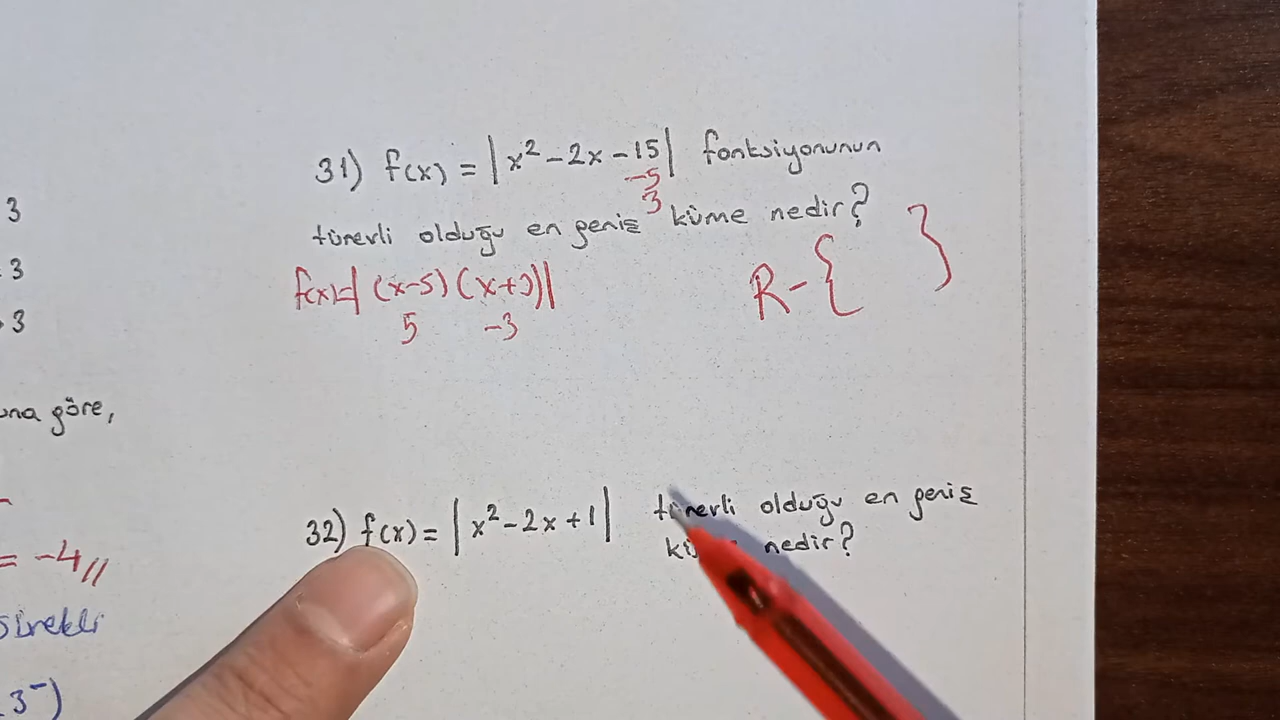 3
3
3
una göre,
= -4//
sürekli
3⁻)
31) f(x) = |x² - 2x - 15| fonksiyonunun
-5
3
türevli olduğu en geniş küme nedir?
f(x)=|(x-5)(x+3)|
5 -3
R-{ }
32) f(x) = |x² - 2x + 1| türevli olduğu en geniş
nedir?